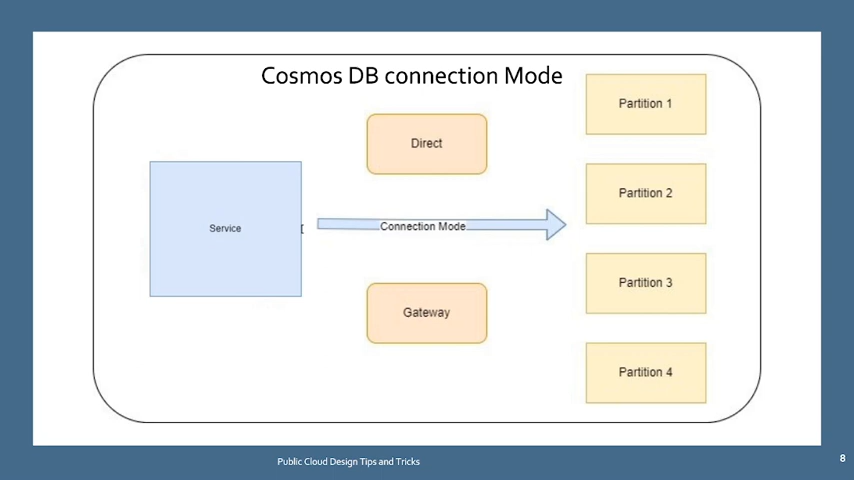 Cosmos DB connection Mode
Partition 1
Direct
Partition 2
Service
Connection Mode
Partition 3
Gateway
Partition 4
Public Cloud Design Tips and Tricks
8